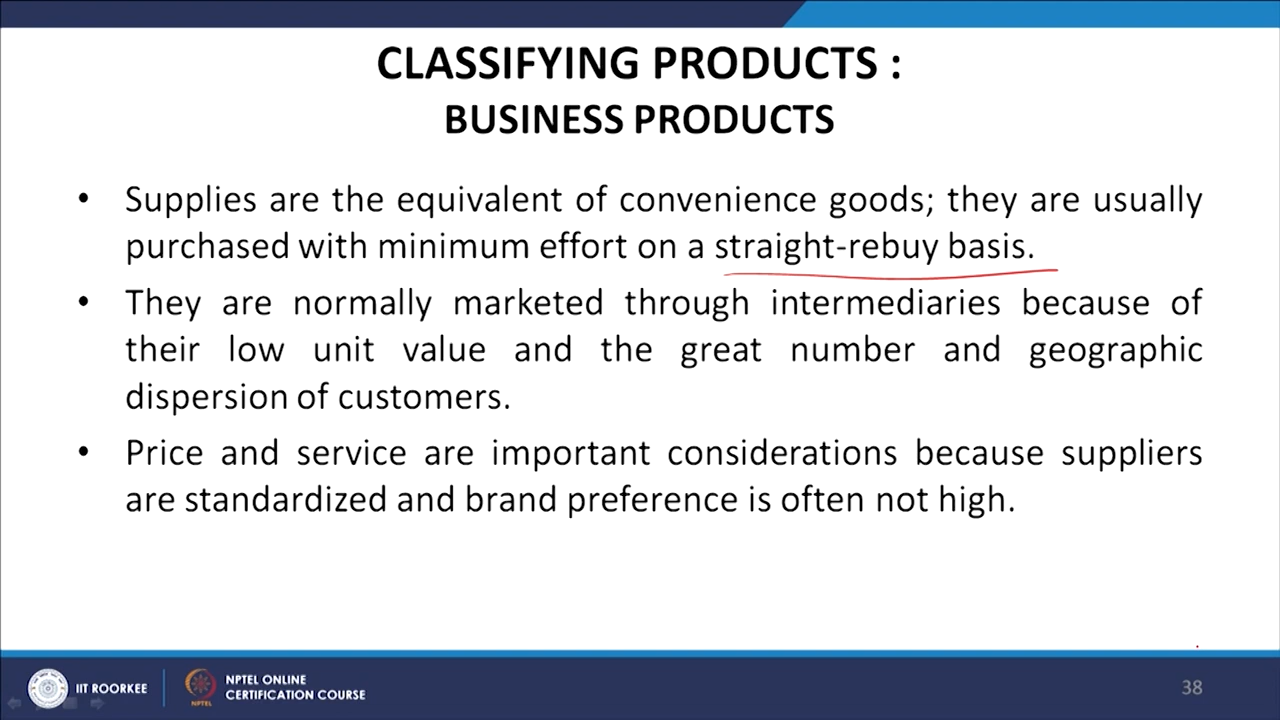 CLASSIFYING PRODUCTS :
BUSINESS PRODUCTS
• Supplies are the equivalent of convenience goods; they are usually
purchased with minimum effort on a straight-rebuy basis.
• They are normally marketed through intermediaries because of
their low unit value and the great number and geographic
dispersion of customers.
• Price and service are important considerations because suppliers
are standardized and brand preference is often not high.
IIT ROORKEE
NPTEL
NPTEL ONLINE
CERTIFICATION COURSE
38